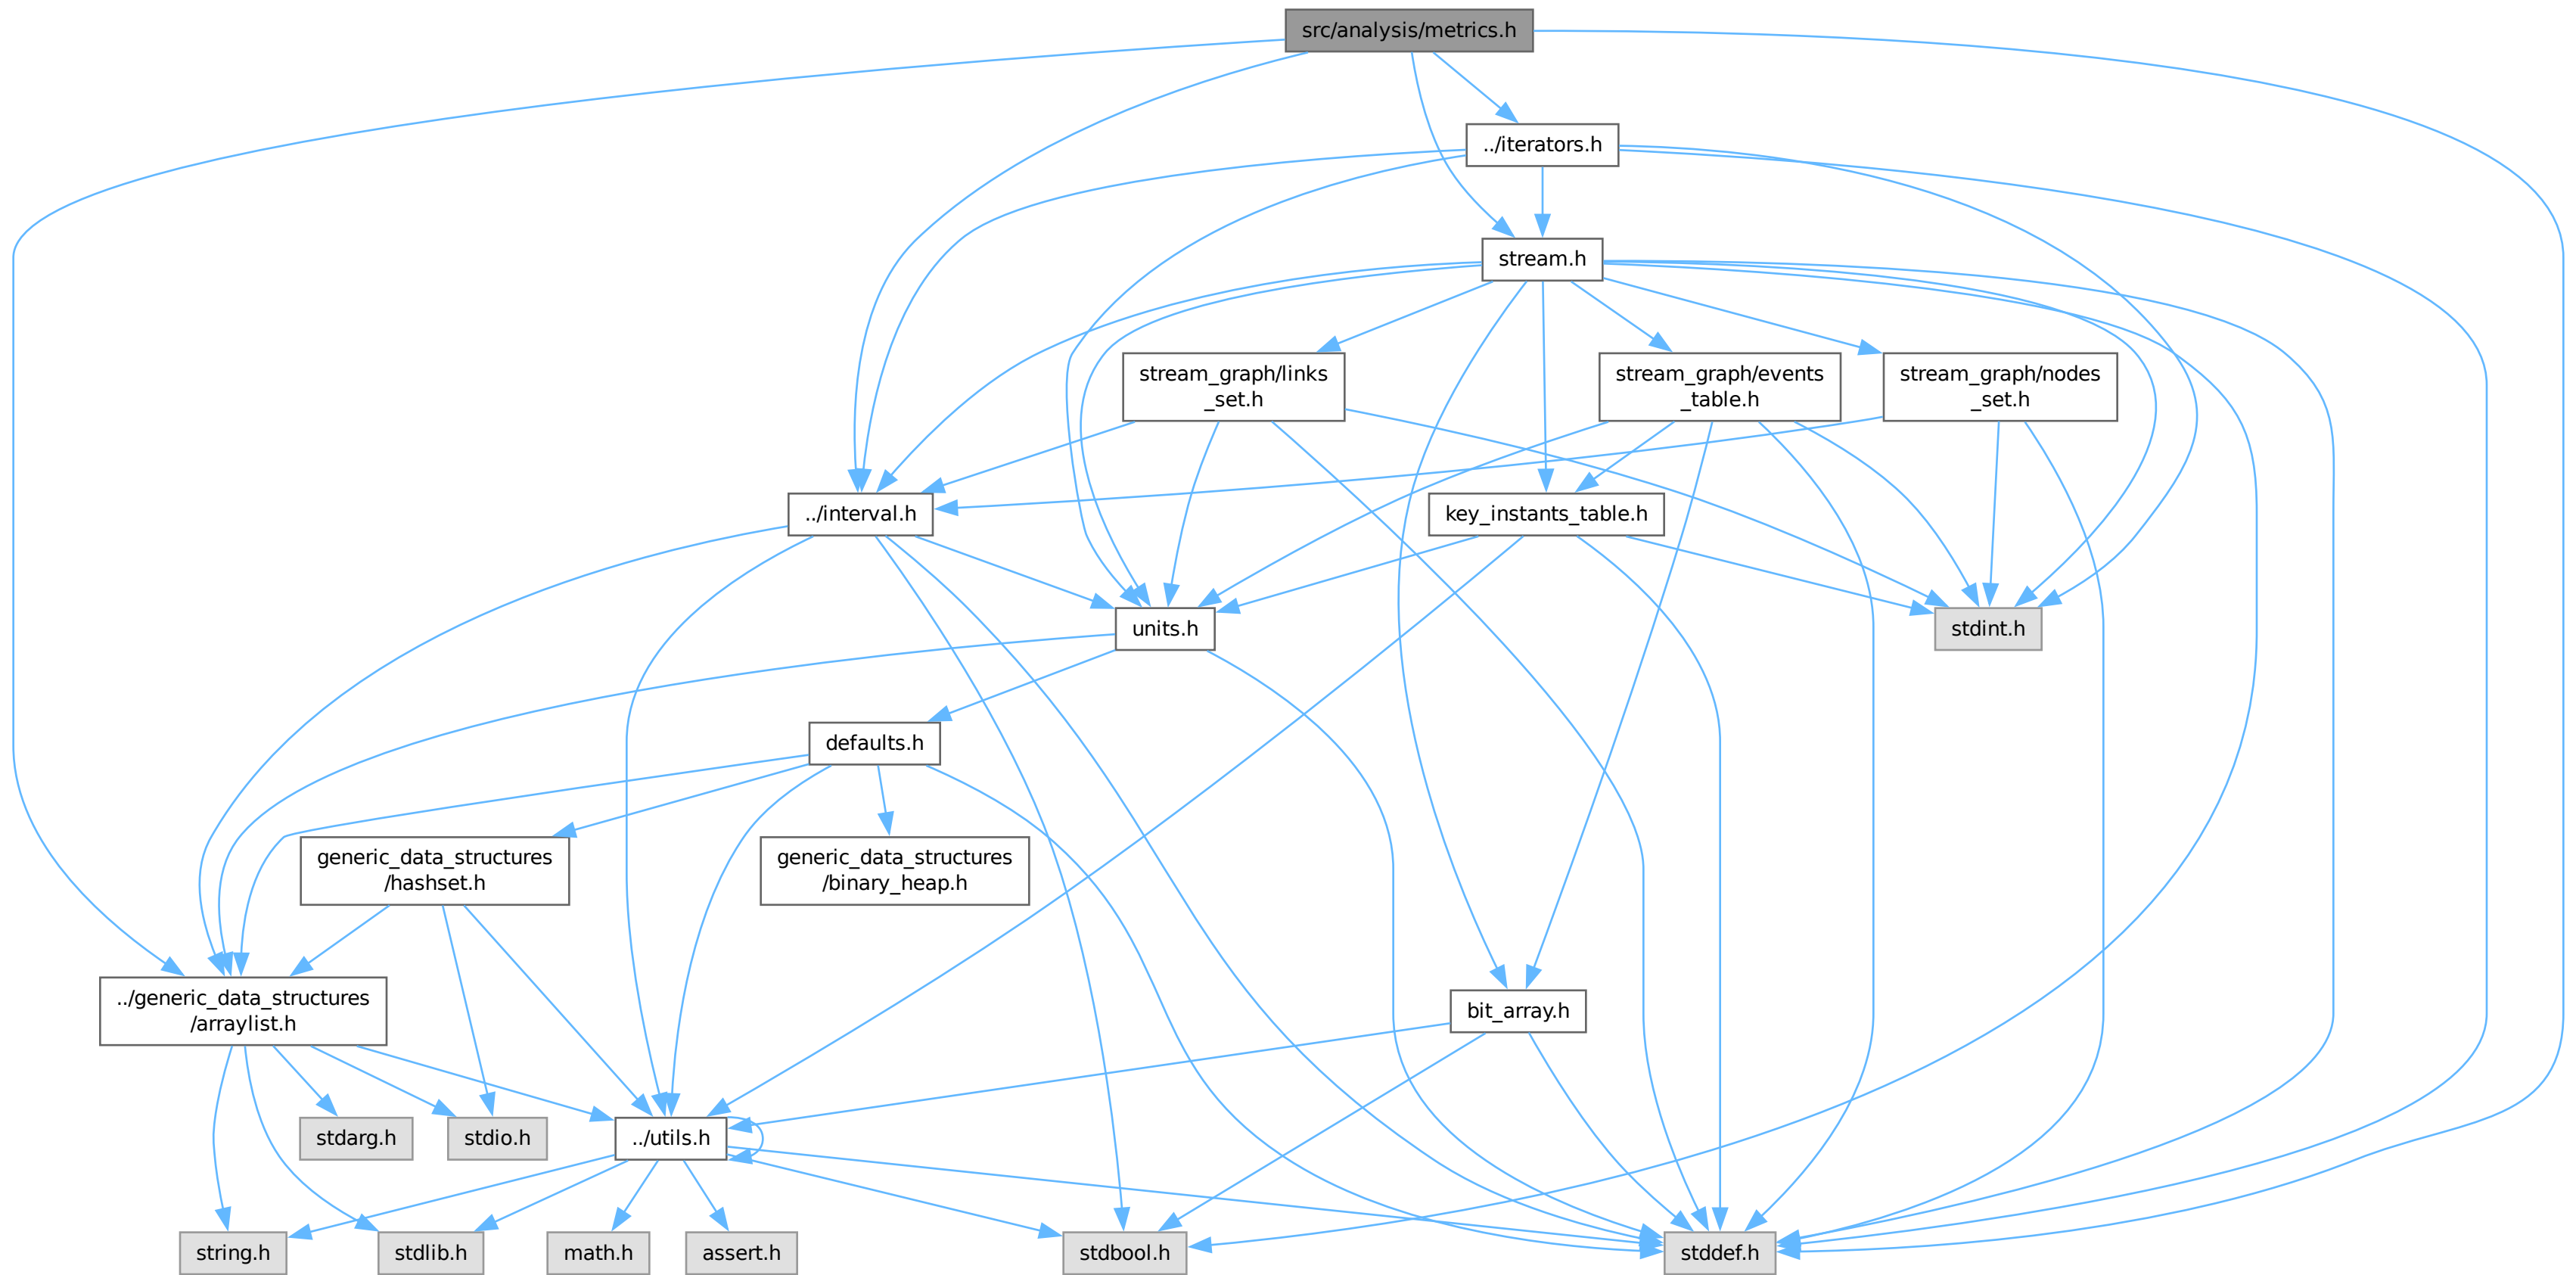 src/analysis/metrics.h
../iterators.h
stream.h
stream_graph/links
_set.h
stream_graph/events
_table.h
stream_graph/nodes
_set.h
../interval.h
key_instants_table.h
units.h
stdint.h
defaults.h
generic_data_structures
/hashset.h
generic_data_structures
/binary_heap.h
../generic_data_structures
/arraylist.h
bit_array.h
stdarg.h
stdio.h
../utils.h
string.h
stdlib.h
math.h
assert.h
stdbool.h
stddef.h